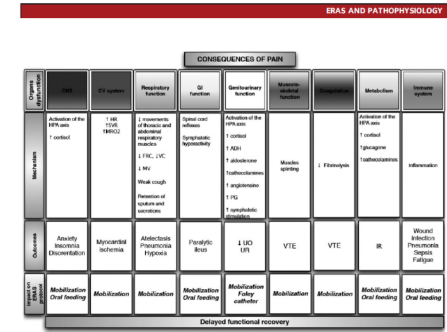 ERAS AND PATHOPHYSIOLOGY
CONSEQUENCES OF PAIN
Organs
dysfunction
CNS
CV system
Respiratory
function
GI
function
Genitourinary
function
Musculo-
skeletal
function
Coagulation
Metabolism
Immune
system
Mechanism
Activation of the
HPA axis
↑ cortisol
↑ HR
↑SVR
↑MRO2
↓ movements
of thoracic and
abdominal
respiratory
muscles
↓ FRC, ↓VC
↓ MV
Weak cough
Retention of
sputum and
secretions
Spinal cord
reflexes
Sympathetic
hyperactivity
Activation of the
HPA axis
↑ cortisol
↑ ADH
↑ aldosterone
↑catecholamines
↑ angiotensine
↑ PG
↑ sympathetic
stimulation
Muscles
splinting
↓ Fibrinolysis
Activation of the
HPA axis
↑ cortisol
↑glucagone
↑cathecolamines
Inflammation
Outcomes
Anxiety
Insomnia
Disorentation
Myocardial
ischemia
Atelectasis
Pneumonia
Hypoxia
Paralytic
ileus
↓ UO
UR
VTE
VTE
IR
Wound
Infection
Pneumonia
Sepsis
Fatigue
Impact on
ERAS
protocol
Mobilization
Oral feeding
Mobilization
Mobilization
Mobilization
Oral feeding
Mobilization
Foley
catheter
Mobilization
Mobilization
Mobilization
Oral feeding
Mobilization
Oral feeding
Delayed functional recovery